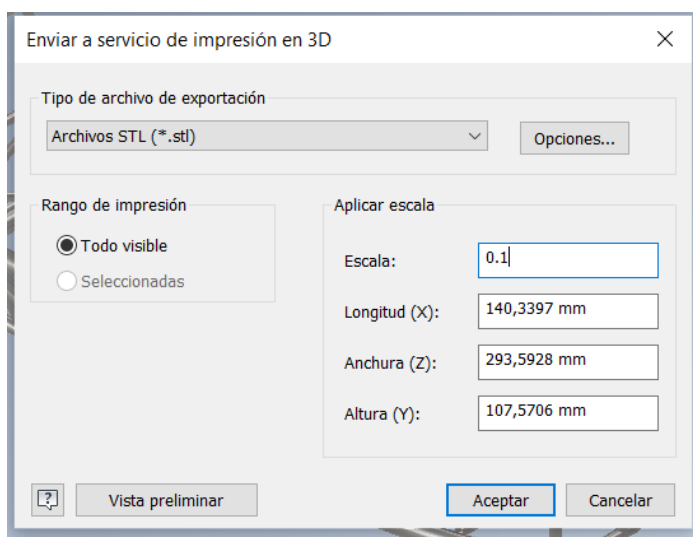 Enviar a servicio de impresión en 3D
Tipo de archivo de exportación
Archivos STL (*.stl)
Opciones...
Rango de impresión
Todo visible
Seleccionadas
Aplicar escala
Escala:
0.1
Longitud (X):
140,3397 mm
Anchura (Z):
293,5928 mm
Altura (Y):
107,5706 mm
?
Vista preliminar
Aceptar
Cancelar